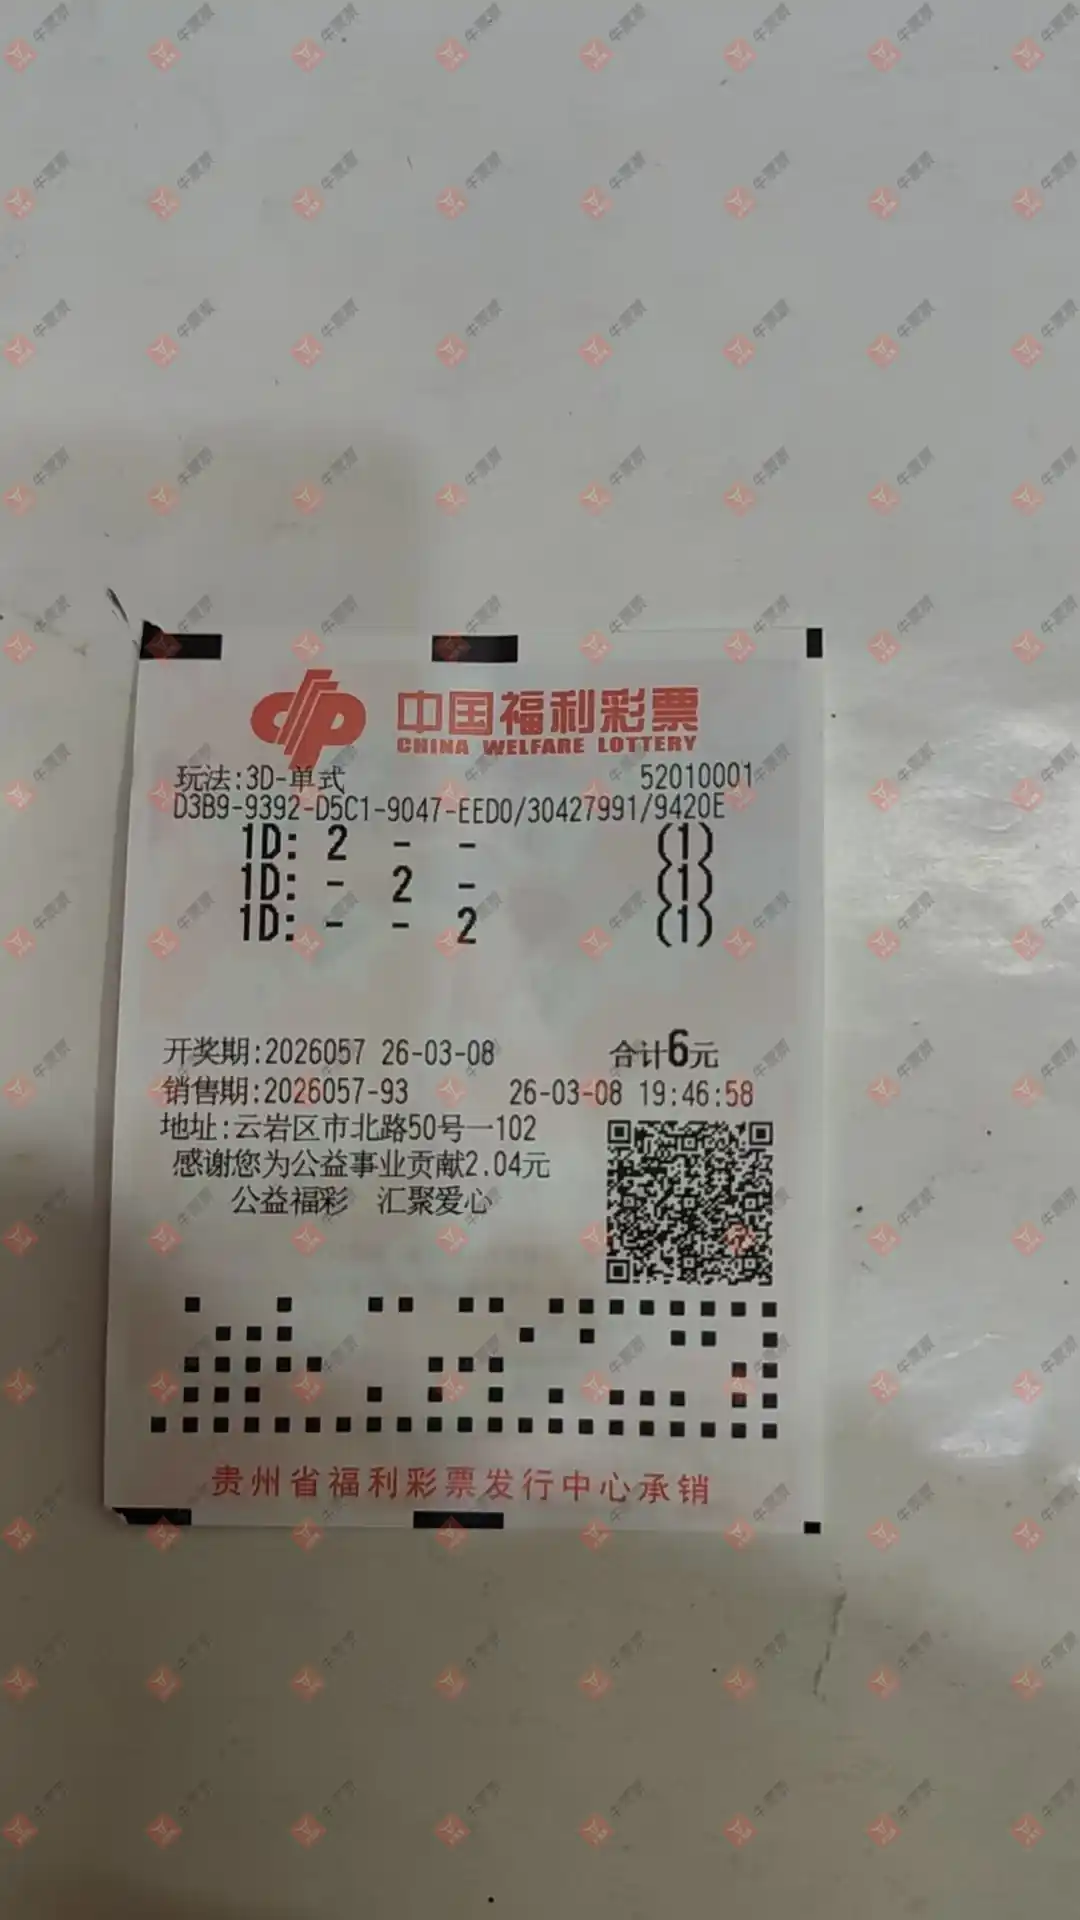 中国福利彩票
CHINA WELFARE LOTTERY
玩法:3D-单式 52010001
D3B9-9392-D5C1-9047-EED0/30427991/9420E
1D: 2 - - (1)
1D: - 2 - (1)
1D: - - 2 (1)
开奖期:2026057 26-03-08 合计6元
销售期:2026057-93 26-03-08 19:46:58
地址:云岩区市北路50号一102
感谢您为公益事业贡献2.04元
公益福彩 汇聚爱心
贵州省福利彩票发行中心承销
牛票票